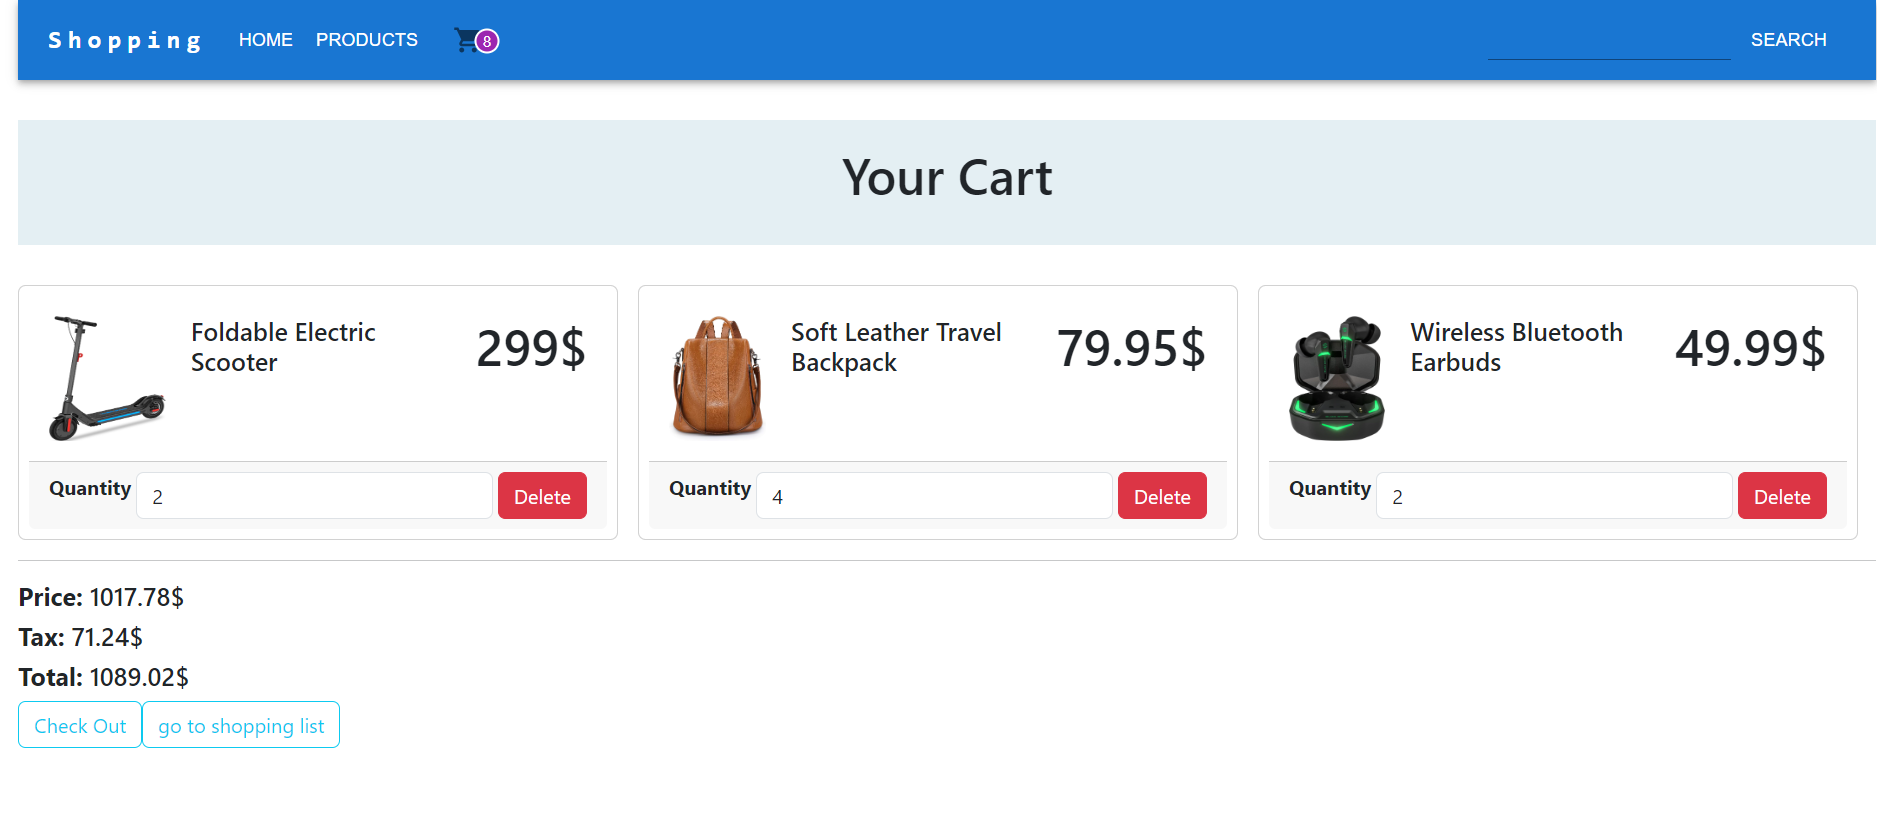 Shopping HOME PRODUCTS 8 SEARCH
Your Cart
Foldable Electric
Scooter
299$
Quantity 2 Delete
Soft Leather Travel
Backpack
79.95$
Quantity 4 Delete
Wireless Bluetooth
Earbuds
49.99$
Quantity 2 Delete
Price: 1017.78$
Tax: 71.24$
Total: 1089.02$
Check Out go to shopping list